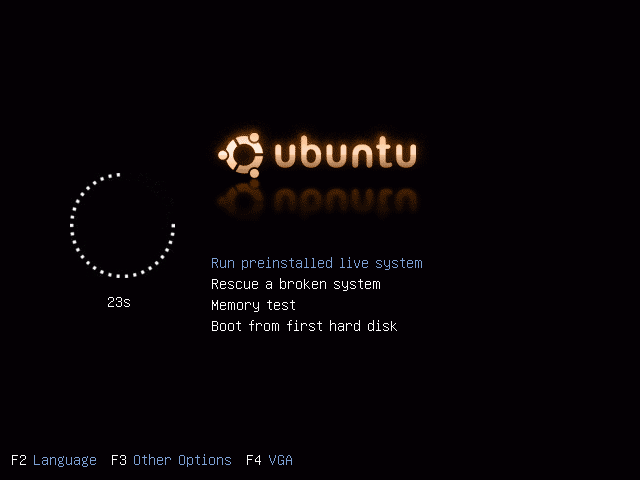 ubuntu
Run preinstalled live system
Rescue a broken system
Memory test
Boot from first hard disk
23s
F2 Language F3 Other Options F4 VGA